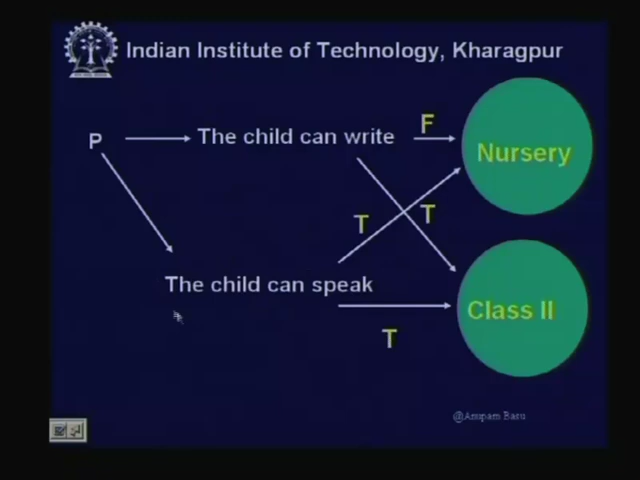 Indian Institute of Technology, Kharagpur
P
The child can write
F
Nursery
T
T
The child can speak
Class II
T
@Anupam Basu